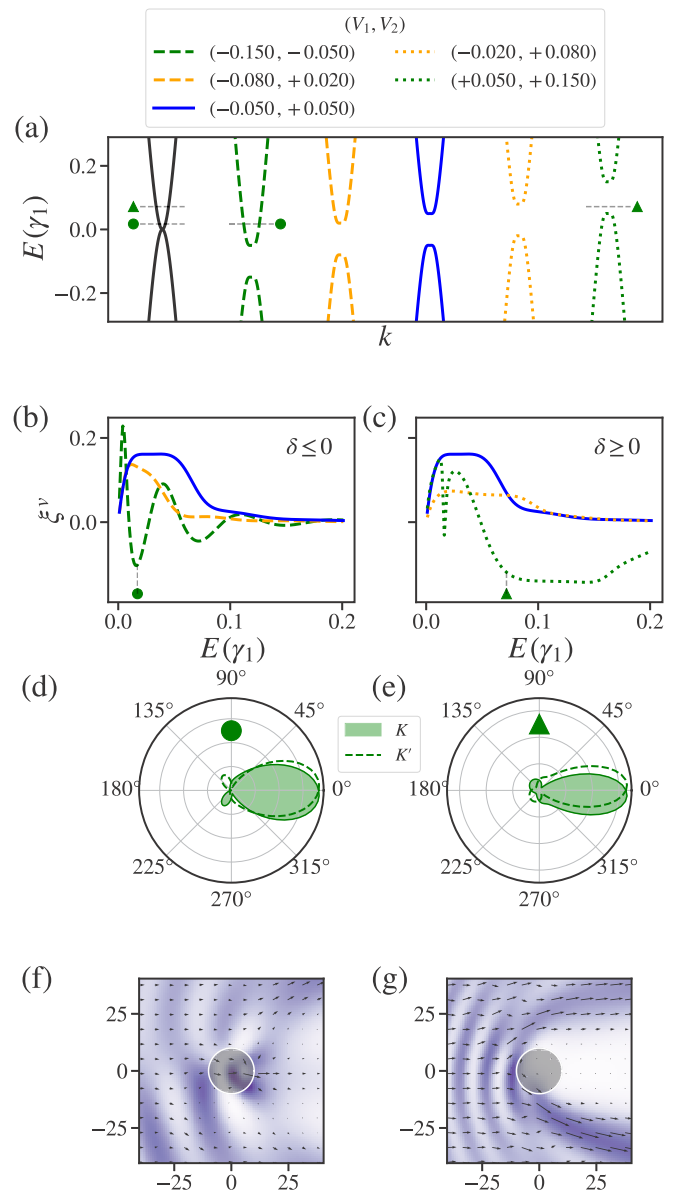 (V₁, V₂)
(−0.150, −0.050)
(−0.080, +0.020)
(−0.050, +0.050)
(−0.020, +0.080)
(+0.050, +0.150)
(a)
E(γ₁)
0.2
0.0
−0.2
k
(b)
δ ≤ 0
ξᵛ
0.2
0.0
0.0 0.1 0.2
E(γ₁)
(c)
δ ≥ 0
0.0 0.1 0.2
E(γ₁)
(d)
90°
135° 45°
180° 0°
225° 315°
270°
K
K′
(e)
90°
135° 45°
180° 0°
225° 315°
270°
(f)
25
0
−25
−25 0 25
(g)
25
0
−25
−25 0 25